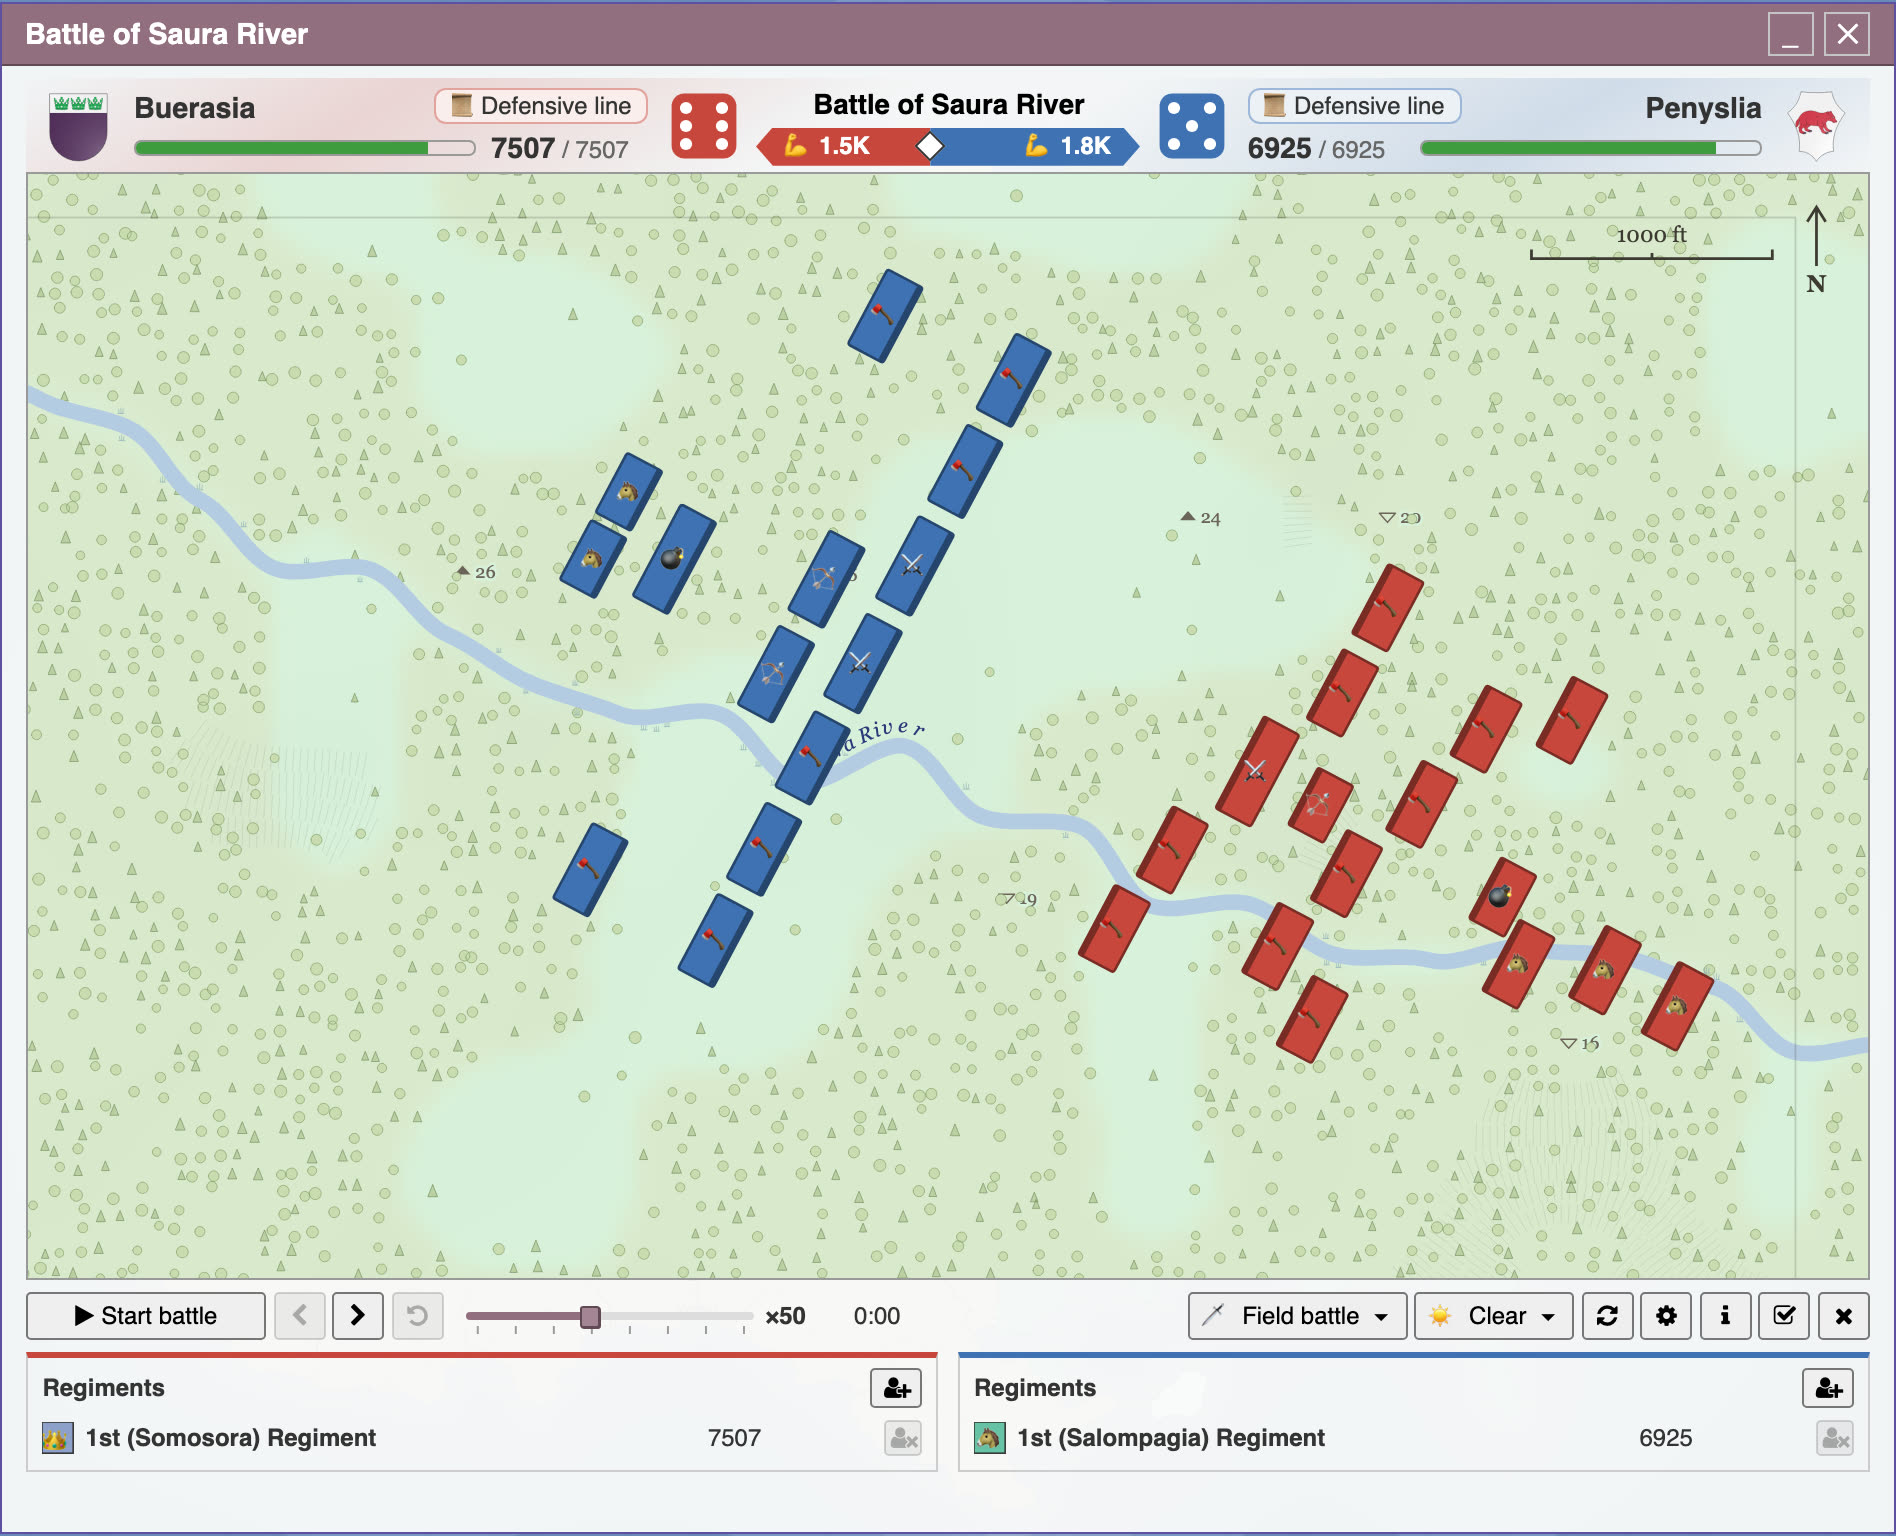 Battle of Saura River
Buerasia
Defensive line
7507 / 7507
Battle of Saura River
1.5K
1.8K
Defensive line
Penyslia
6925 / 6925
1000 ft
N
24
26
River
19
16
Start battle
×50
0:00
Field battle
Clear
Regiments
1st (Somosora) Regiment
7507
Regiments
1st (Salompagia) Regiment
6925